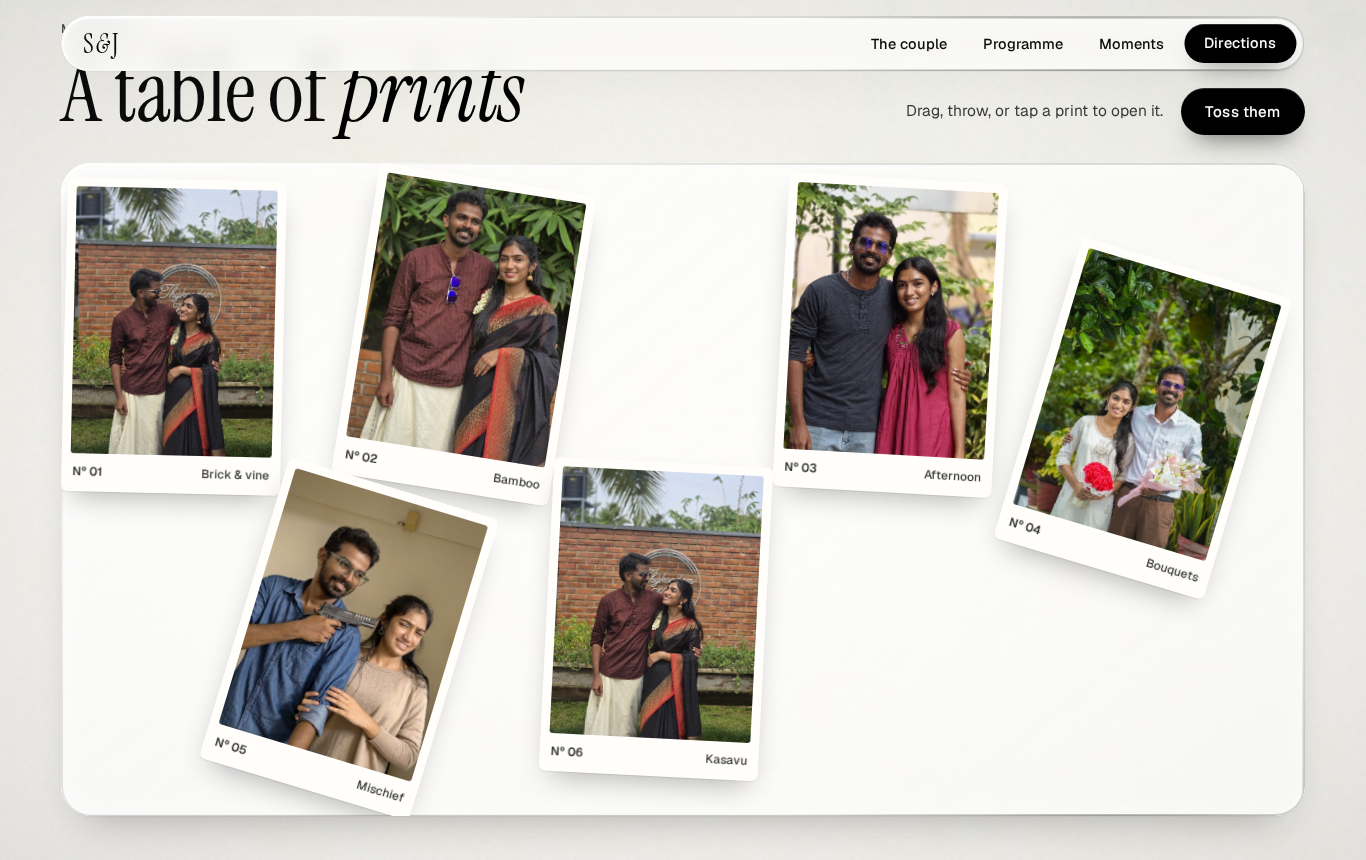 S&J
The couple
Programme
Moments
Directions
A table of prints
Drag, throw, or tap a print to open it.
Toss them
Nº 01
Brick & vine
Nº 02
Bamboo
Nº 03
Afternoon
Nº 04
Bouquets
Nº 05
Mischief
Nº 06
Kasavu